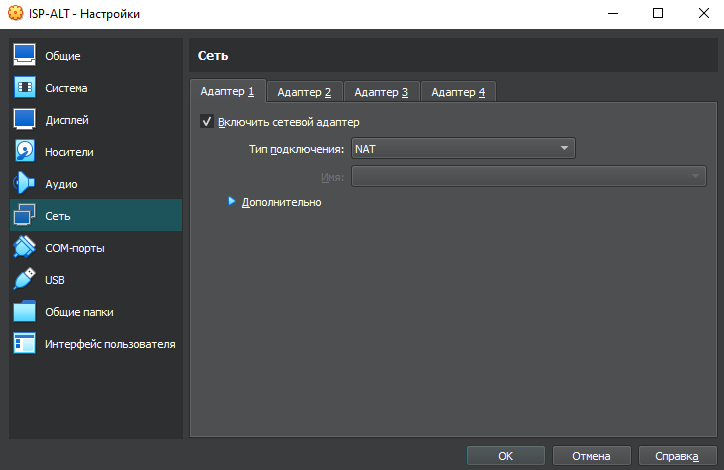 ISP-ALT - Настройки
Общие
Система
Дисплей
Носители
Аудио
Сеть
COM-порты
USB
Общие папки
Интерфейс пользователя
Сеть
Адаптер 1 Адаптер 2 Адаптер 3 Адаптер 4
Включить сетевой адаптер
Тип подключения: NAT
Имя:
Дополнительно
OK Отмена Справка